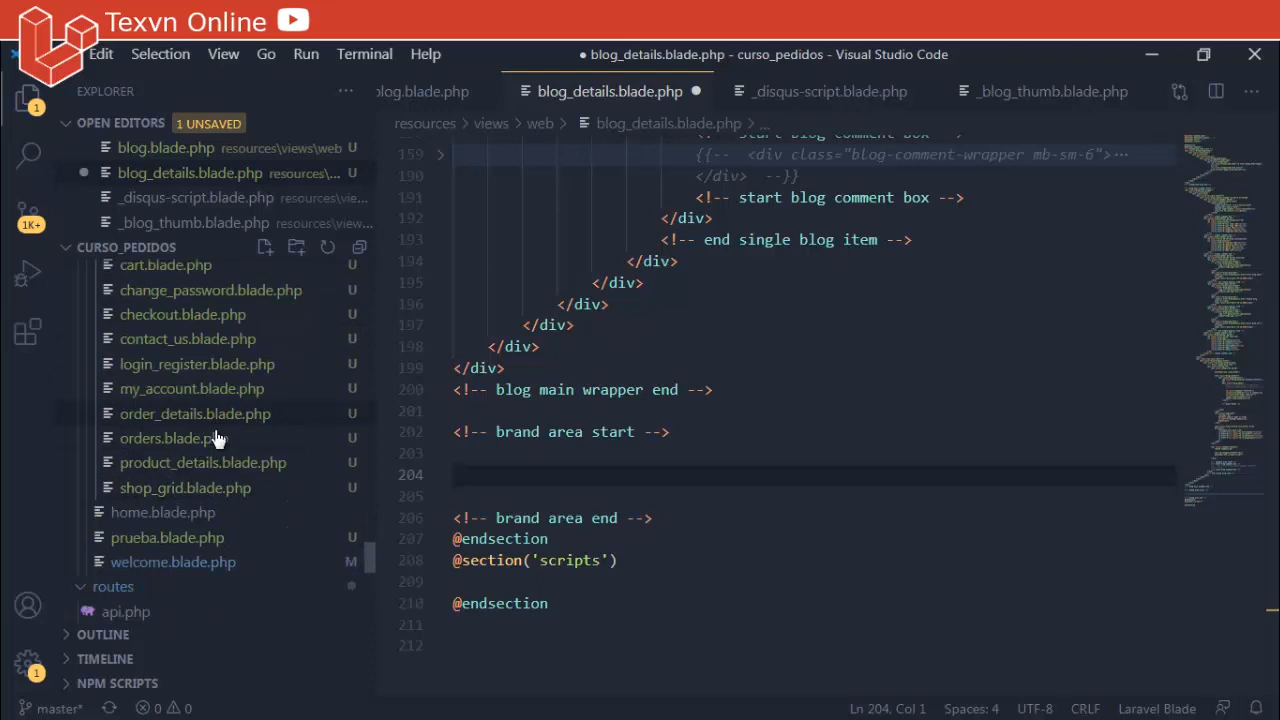 Texvn Online
Edit Selection View Go Run Terminal Help
● blog_details.blade.php - curso_pedidos - Visual Studio Code
EXPLORER
OPEN EDITORS 1 UNSAVED
blog.blade.php resources\views\web U
blog_details.blade.php resources\... U
_disqus-script.blade.php resources\vie...
_blog_thumb.blade.php resources\view...
CURSO_PEDIDOS
cart.blade.php U
change_password.blade.php U
checkout.blade.php U
contact_us.blade.php U
login_register.blade.php U
my_account.blade.php U
order_details.blade.php U
orders.blade.php U
product_details.blade.php U
shop_grid.blade.php U
home.blade.php
prueba.blade.php U
welcome.blade.php M
routes
api.php
OUTLINE
TIMELINE
NPM SCRIPTS
1
1K+
1
blog.blade.php
blog_details.blade.php
_disqus-script.blade.php
_blog_thumb.blade.php
resources > views > web > blog_details.blade.php > ...
<!-- start blog comment box -->
159 {{-- <div class="blog-comment-wrapper mb-sm-6">...
190 </div> --}}
191 <!-- start blog comment box -->
192 </div>
193 <!-- end single blog item -->
194 </div>
195 </div>
196 </div>
197 </div>
198 </div>
199 </div>
200 <!-- blog main wrapper end -->
201
202 <!-- brand area start -->
203
204
205
206 <!-- brand area end -->
207 @endsection
208 @section('scripts')
209
210 @endsection
211
212
master* 0 0
Ln 204, Col 1 Spaces: 4 UTF-8 CRLF Laravel Blade